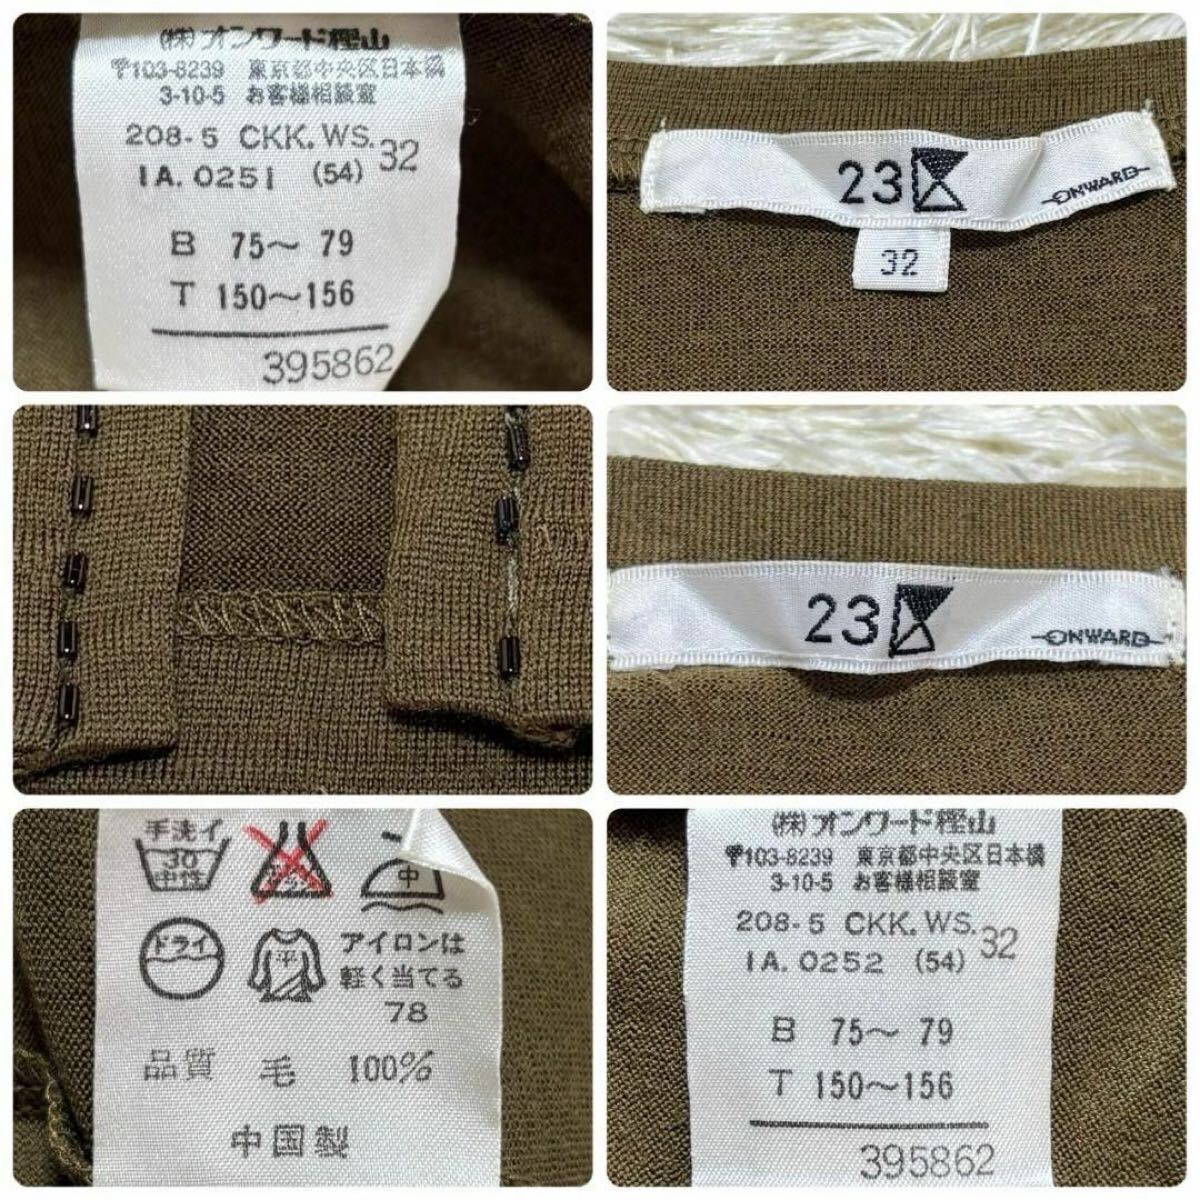 (株)オンワード樫山
〒103-8239 東京都中央区日本橋
3-10-5 お客様相談室
208-5 CKK.WS. 32
IA.0251 (54)
B 75〜79
T 150〜156
395862
23区
ONWARD
32
23区
ONWARD
手洗イ
30
中性
中
ドライ
平
アイロンは
軽く当てる
78
品質 毛 100%
中国製
(株)オンワード樫山
〒103-8239 東京都中央区日本橋
3-10-5 お客様相談室
208-5 CKK.WS. 32
IA.0252 (54)
B 75〜79
T 150〜156
395862